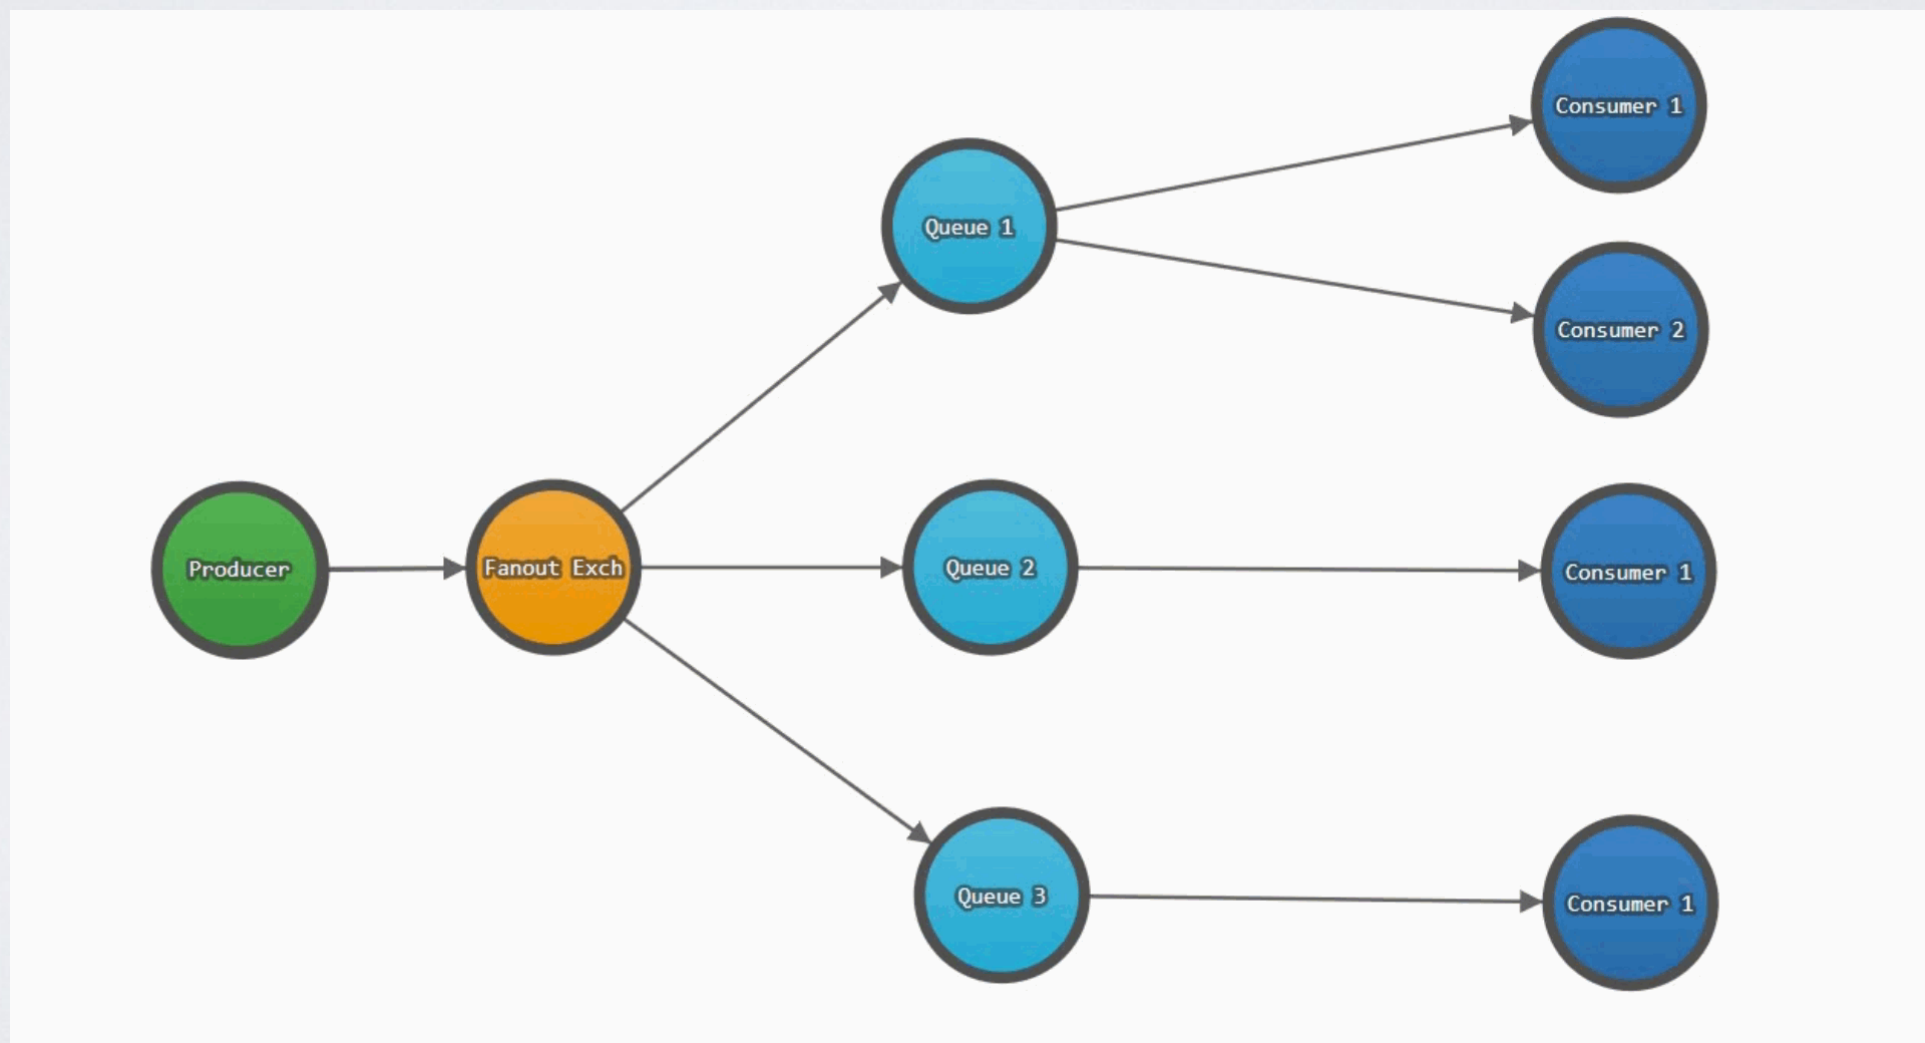 Consumer 1
Queue 1
Consumer 2
Producer
Fanout Exch
Queue 2
Consumer 1
Queue 3
Consumer 1